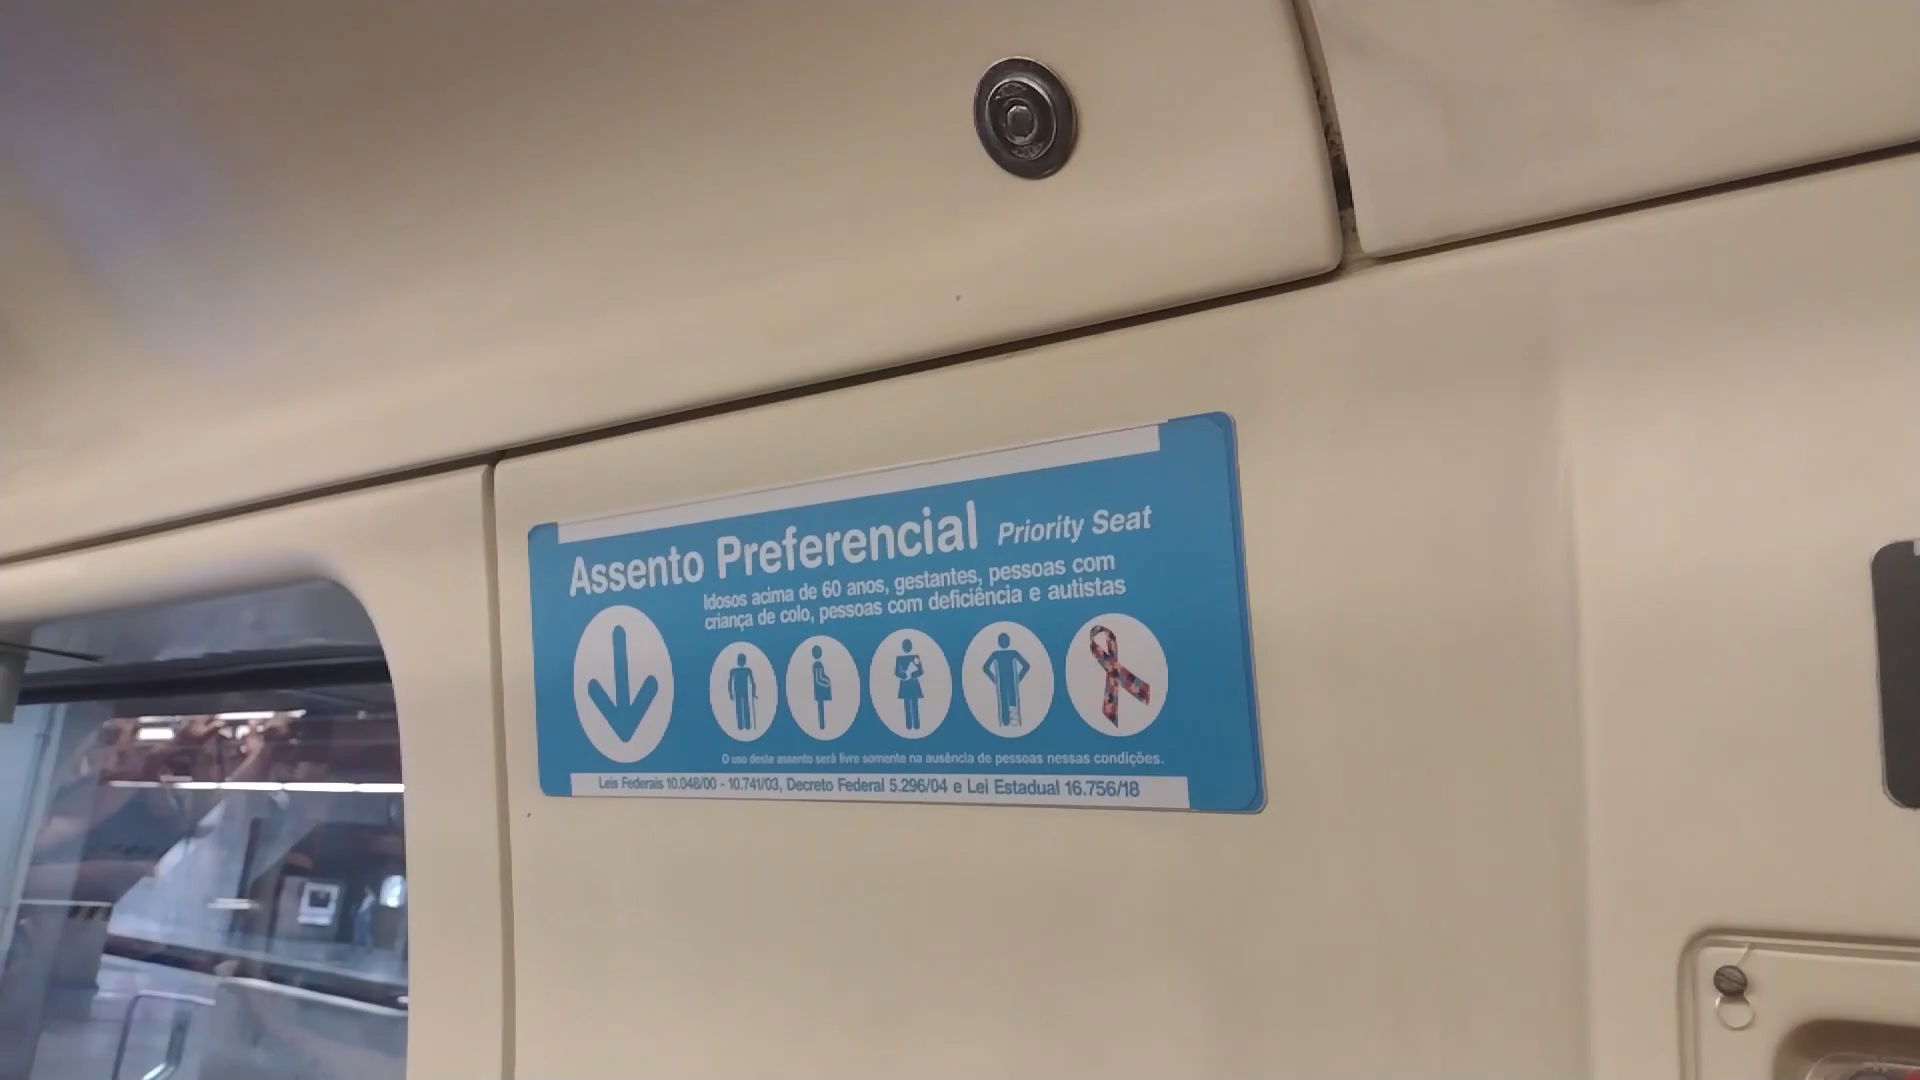 Assento Preferencial Priority Seat
Idosos acima de 60 anos, gestantes, pessoas com
criança de colo, pessoas com deficiência e autistas
O uso deste assento será livre somente na ausência de pessoas nessas condições.
Leis Federais 10.048/00 - 10.741/03, Decreto Federal 5.296/04 e Lei Estadual 16.756/18